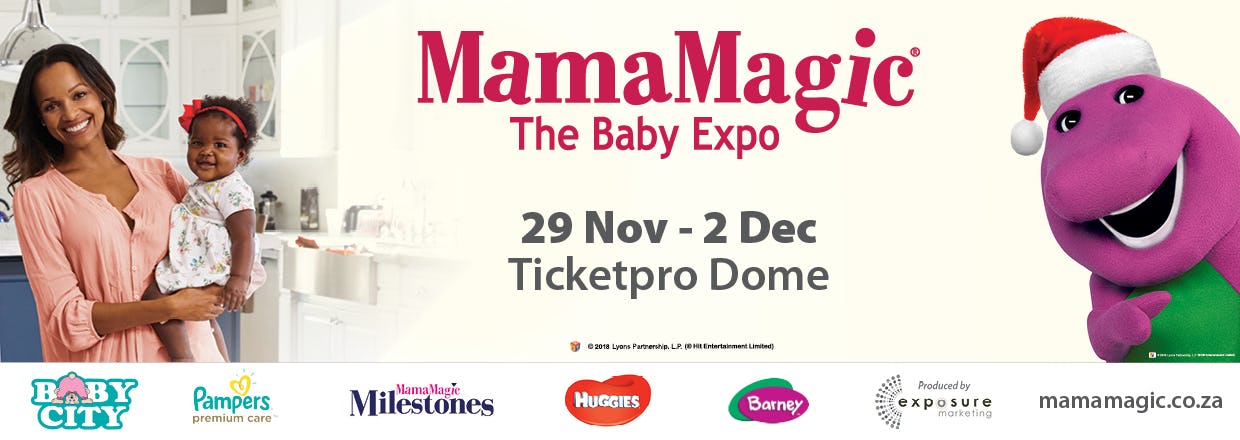 MamaMagic®
The Baby Expo
29 Nov - 2 Dec
Ticketpro Dome
© 2018 Lyons Partnership, L.P. (® Hit Entertainment Limited)
BABY
CITY
Pampers
premium care™
MamaMagic
Milestones
HUGGIES
Barney
Produced by
exposure
marketing
mamamagic.co.za